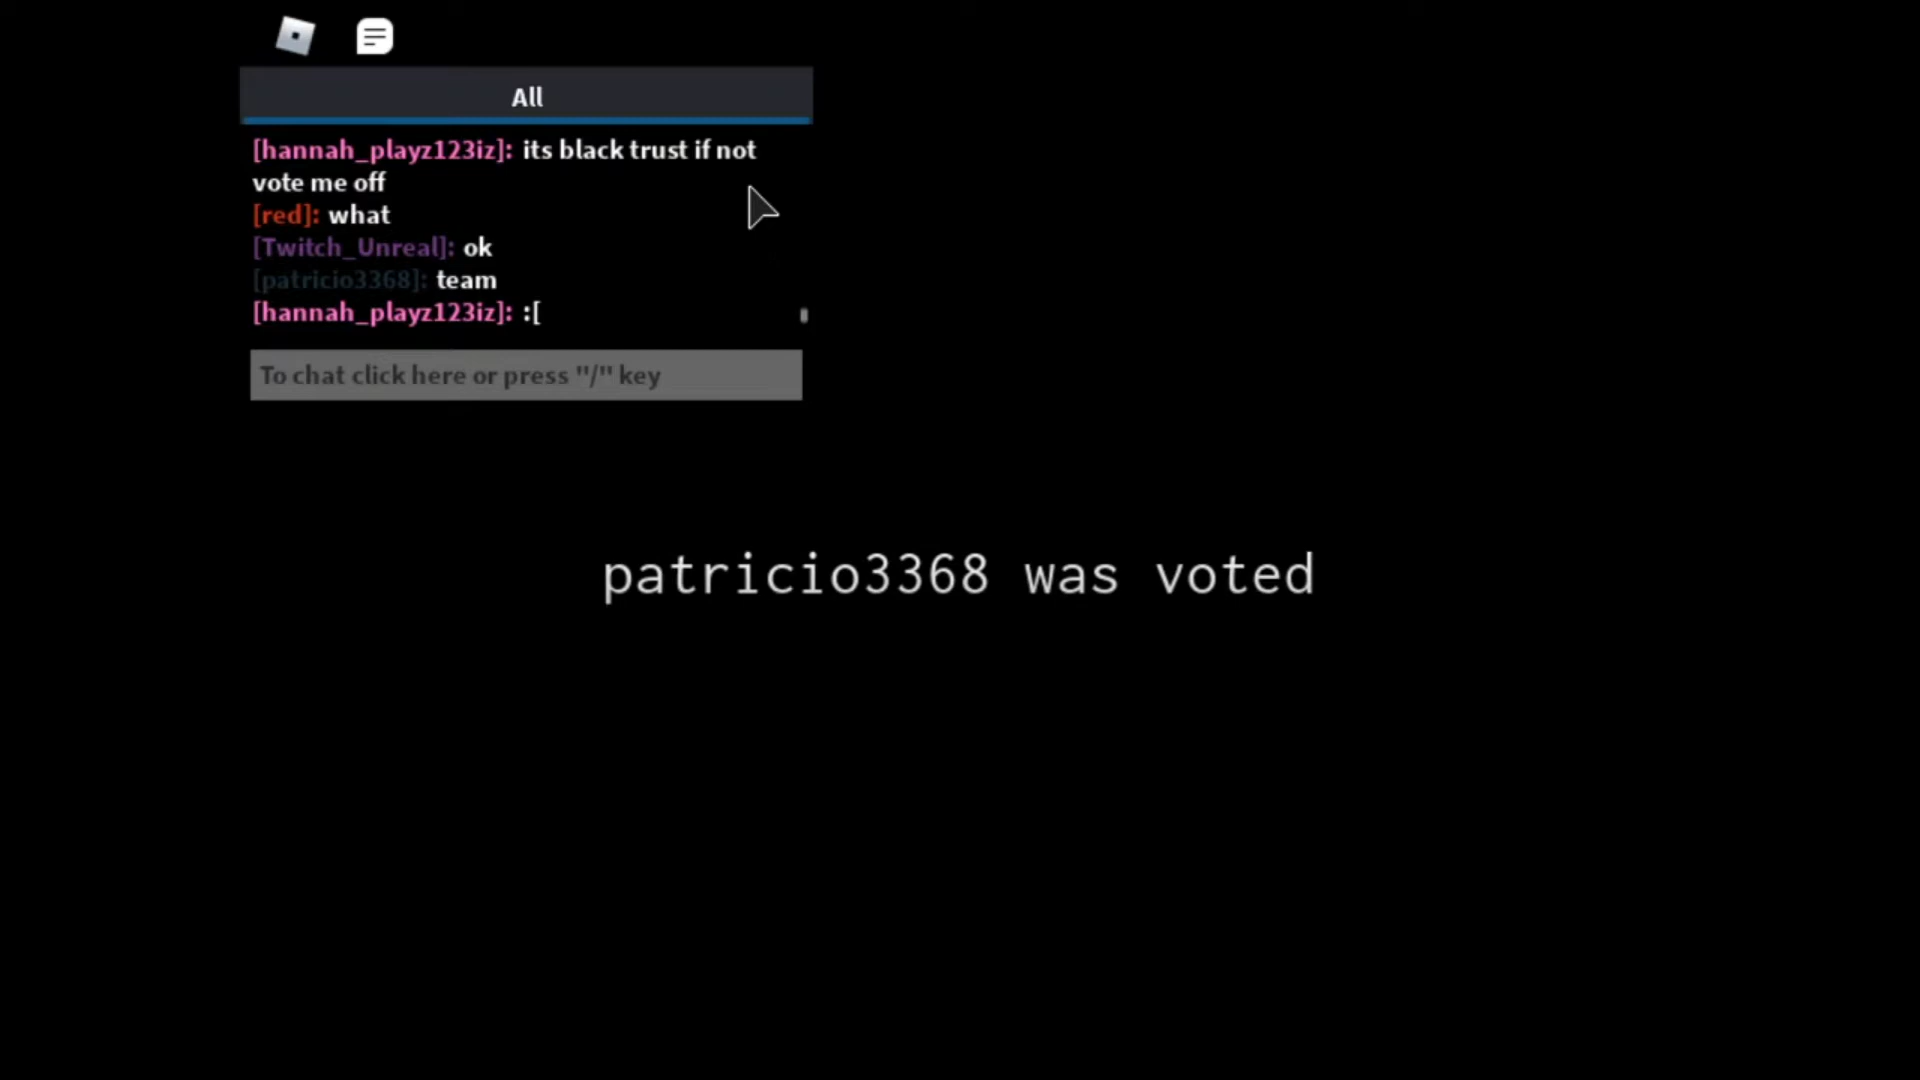 All
[hannah_playz123iz]: its black trust if not
vote me off
[red]: what
[Twitch_Unreal]: ok
[patricio3368]: team
[hannah_playz123iz]: :[
To chat click here or press "/" key
patricio3368 was voted